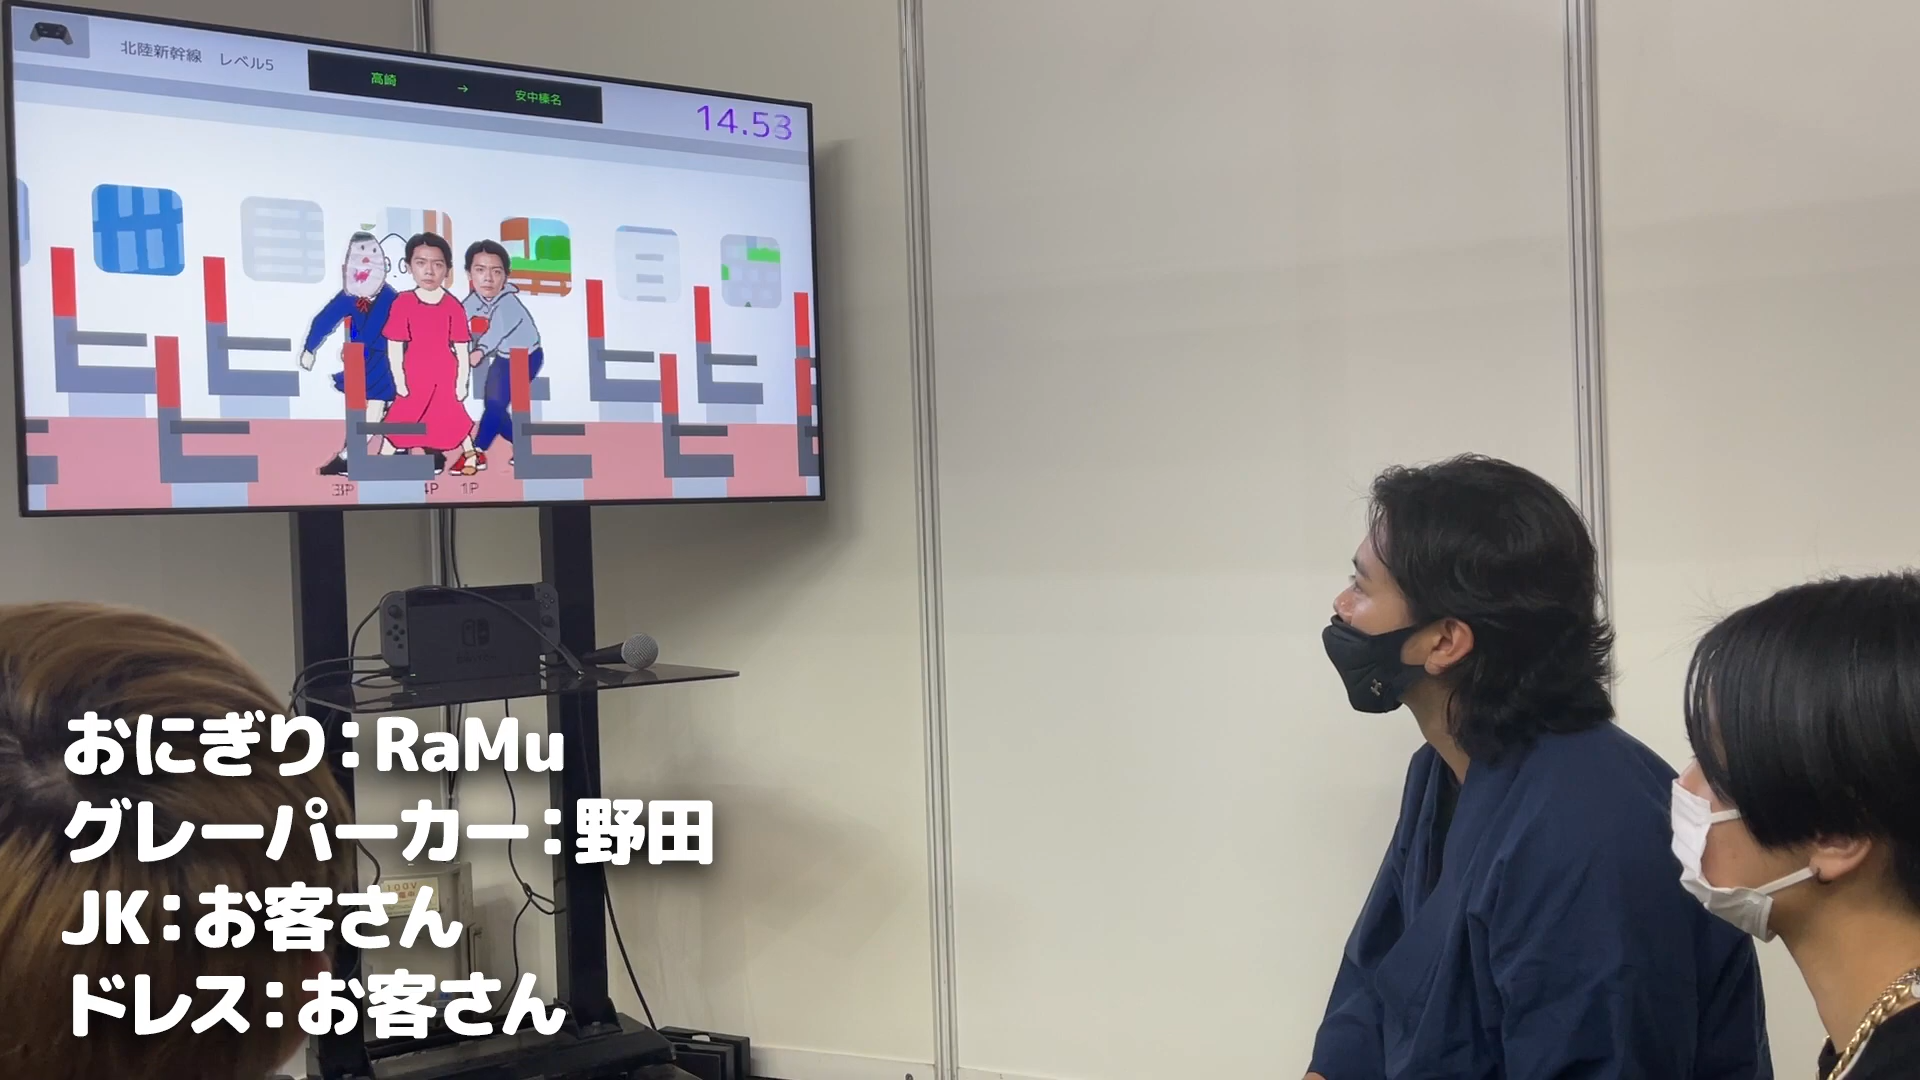 北陸新幹線 レベル5
高崎 → 安中榛名
14.53
3P 4P 1P
100V
おにぎり：RaMu
グレーパーカー：野田
JK：お客さん
ドレス：お客さん